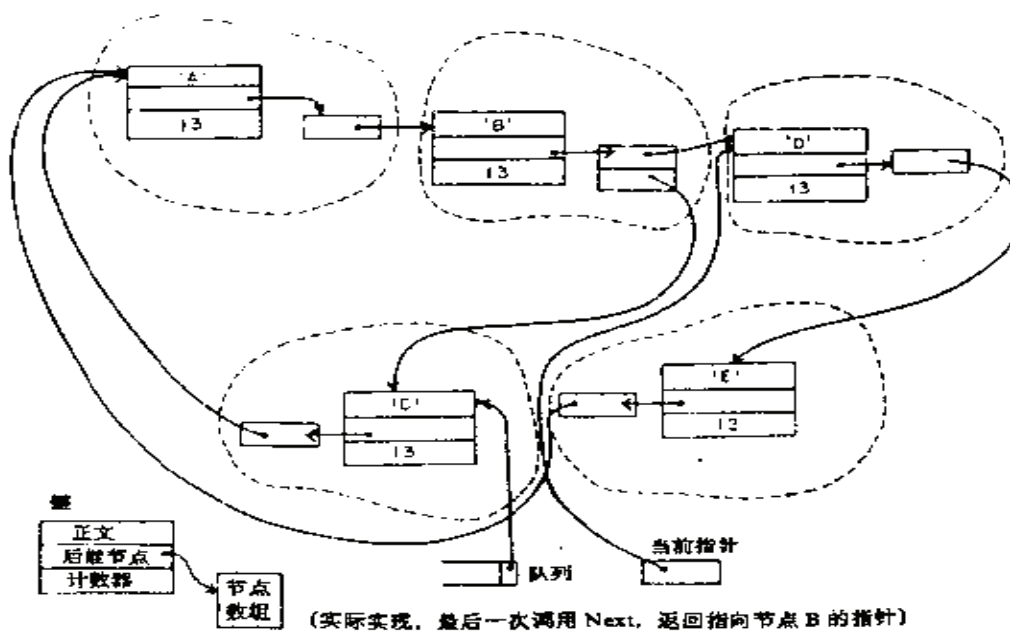 'A'
13
'B'
13
'D'
13
'C'
13
'E'
12
键
正文
后继节点
计数器
节点
数组
队列
当前指针
(实际实现，最后一次调用 Next，返回指向节点 B 的指针)